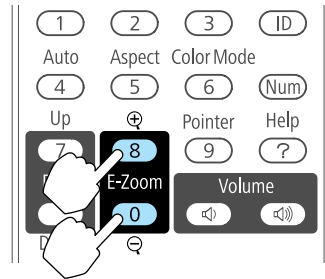 1 2 3 ID
Auto Aspect Color Mode
4 5 6 Num
Up Pointer Help
7 8 9 ?
E-Zoom Volume
0